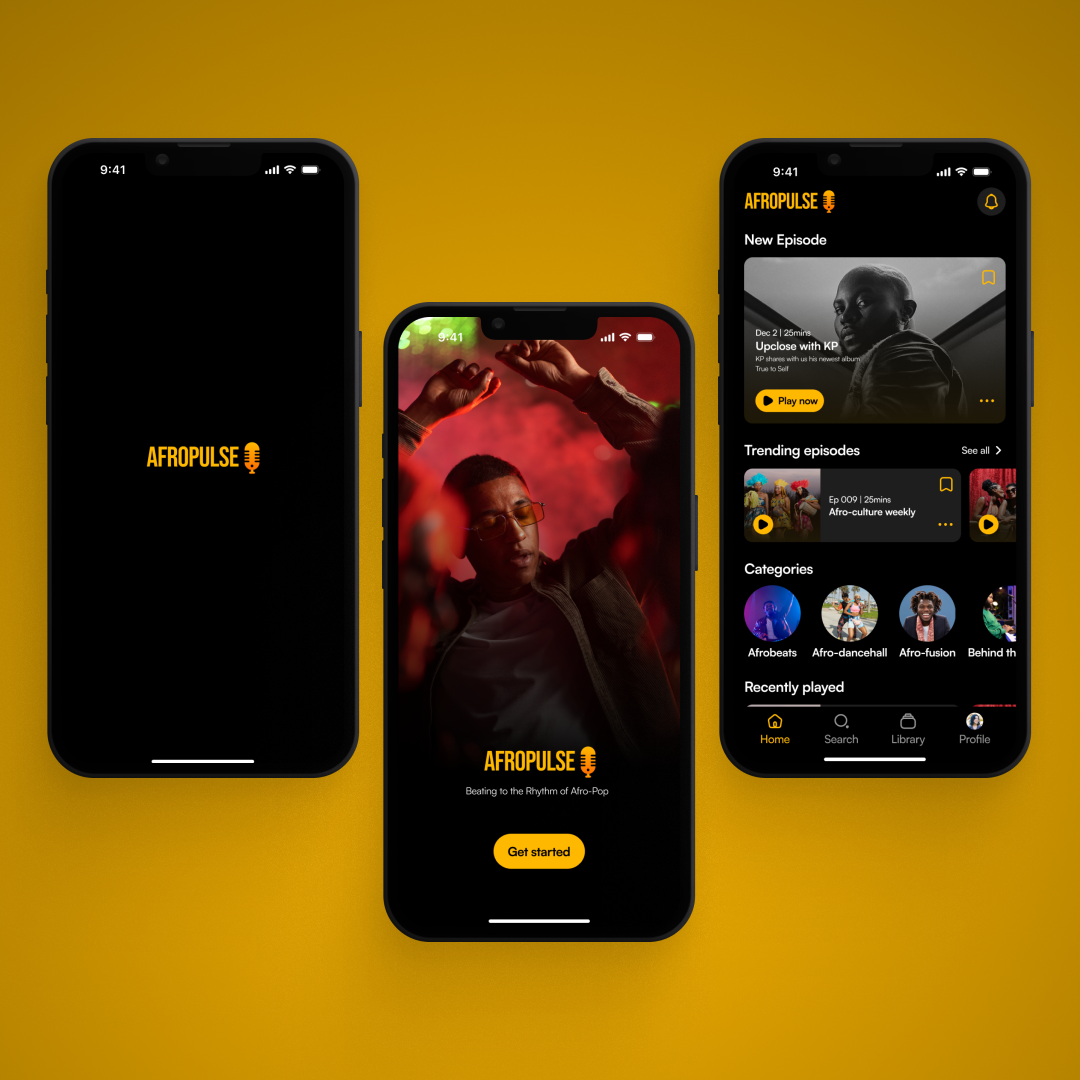 9:41
AFROPULSE
9:41
AFROPULSE
Beating to the Rhythm of Afro-Pop
Get started
9:41
AFROPULSE
New Episode
Dec 2 | 25mins
Upclose with KP
KP shares with us his newest album
True to Self
Play now
Trending episodes
See all
Ep 009 | 25mins
Afro-culture weekly
Categories
Afrobeats
Afro-dancehall
Afro-fusion
Behind th
Recently played
Home
Search
Library
Profile